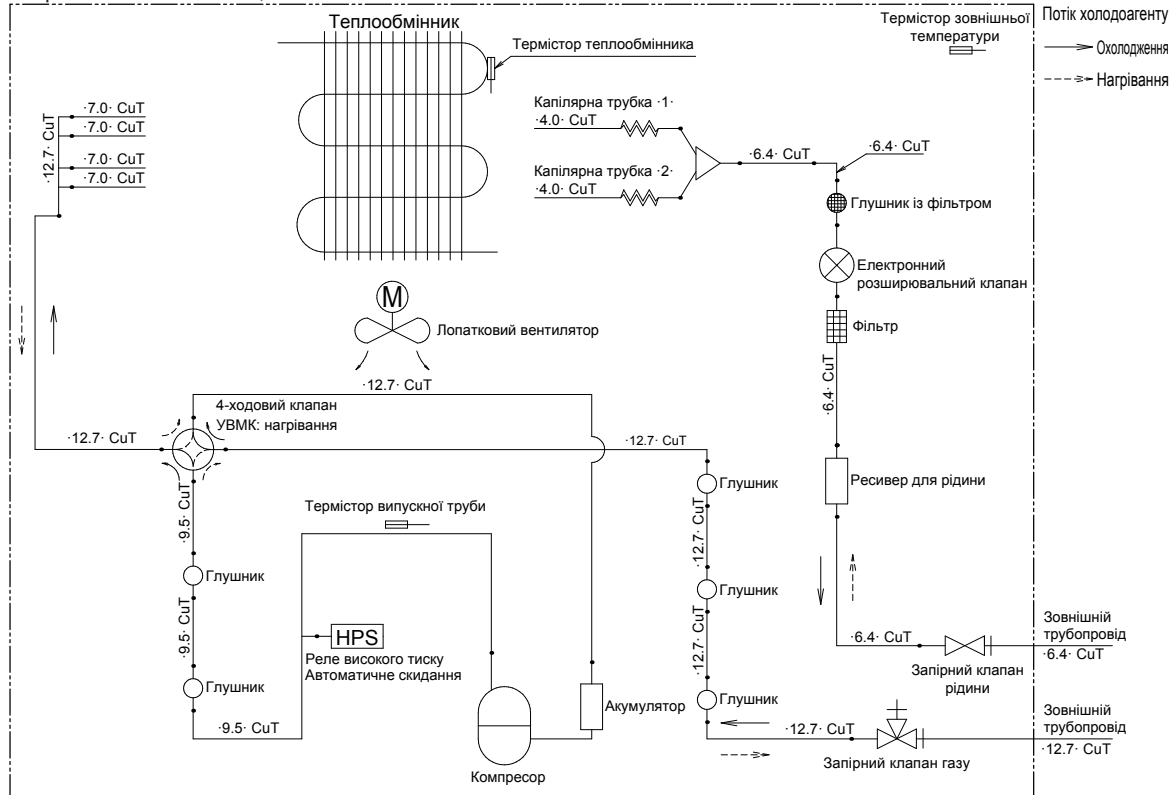 Теплообмінник
Термістор теплообмінника
Термістор зовнішньої
температури
Потік холодоагенту
Охолодження
Нагрівання
·7.0· CuT
·7.0· CuT
·7.0· CuT
·7.0· CuT
·12.7· CuT
Капілярна трубка ·1·
·4.0· CuT
Капілярна трубка ·2·
·4.0· CuT
·6.4· CuT
·6.4· CuT
Глушник із фільтром
Електронний
розширювальний клапан
Фільтр
·6.4· CuT
M
Лопатковий вентилятор
·12.7· CuT
4-ходовий клапан
УВМК: нагрівання
·12.7· CuT
·12.7· CuT
Глушник
Ресивер для рідини
·9.5· CuT
Термістор випускної труби
·12.7· CuT
Глушник
Глушник
·9.5· CuT
HPS
Реле високого тиску
Автоматичне скидання
·12.7· CuT
·6.4· CuT
Запірний клапан
рідини
Зовнішній
трубопровід
·6.4· CuT
Глушник
Глушник
Акумулятор
·9.5· CuT
Компресор
·12.7· CuT
Запірний клапан газу
Зовнішній
трубопровід
·12.7· CuT